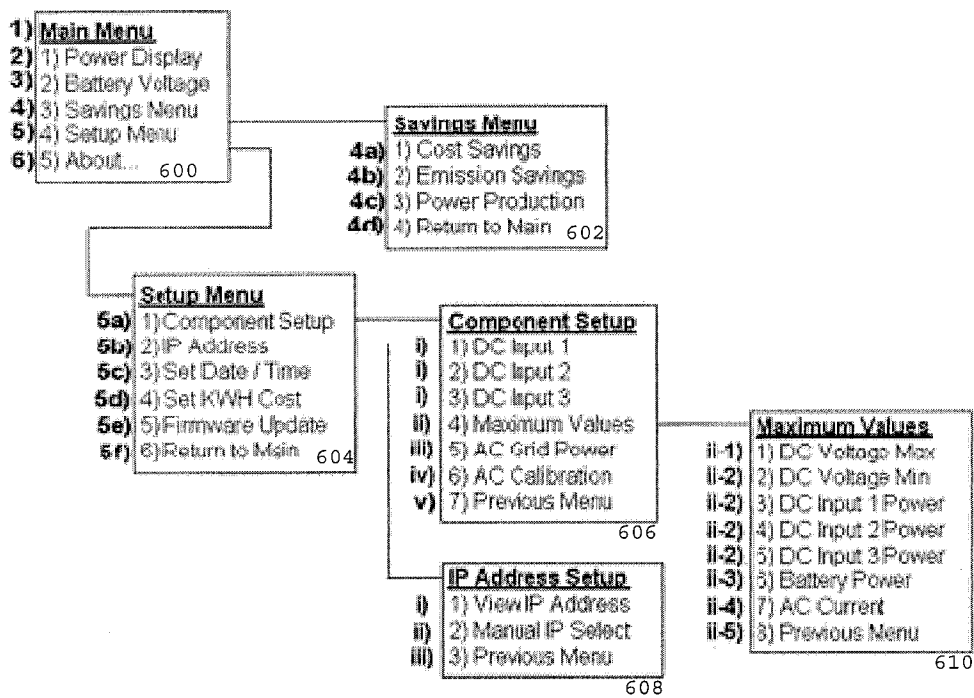 1) Main Menu
2) 1) Power Display
3) 2) Battery Voltage
4) 3) Savings Menu
5) 4) Setup Menu
6) 5) About...
600
Savings Menu
4a) 1) Cost Savings
4b) 2) Emission Savings
4c) 3) Power Production
4d) 4) Return to Main
602
Setup Menu
5a) 1) Component Setup
5b) 2) IP Address
5c) 3) Set Date / Time
5d) 4) Set KWH Cost
5e) 5) Firmware Update
5f) 6) Return to Main
604
Component Setup
i) 1) DC Input 1
i) 2) DC Input 2
i) 3) DC Input 3
ii) 4) Maximum Values
iii) 5) AC Grid Power
iv) 6) AC Calibration
v) 7) Previous Menu
606
IP Address Setup
i) 1) View IP Address
ii) 2) Manual IP Select
iii) 3) Previous Menu
608
Maximum Values
ii-1) 1) DC Voltage Max
ii-2) 2) DC Voltage Min
ii-2) 3) DC Input 1 Power
ii-2) 4) DC Input 2 Power
ii-2) 5) DC Input 3 Power
ii-3) 6) Battery Power
ii-4) 7) AC Current
ii-5) 8) Previous Menu
610